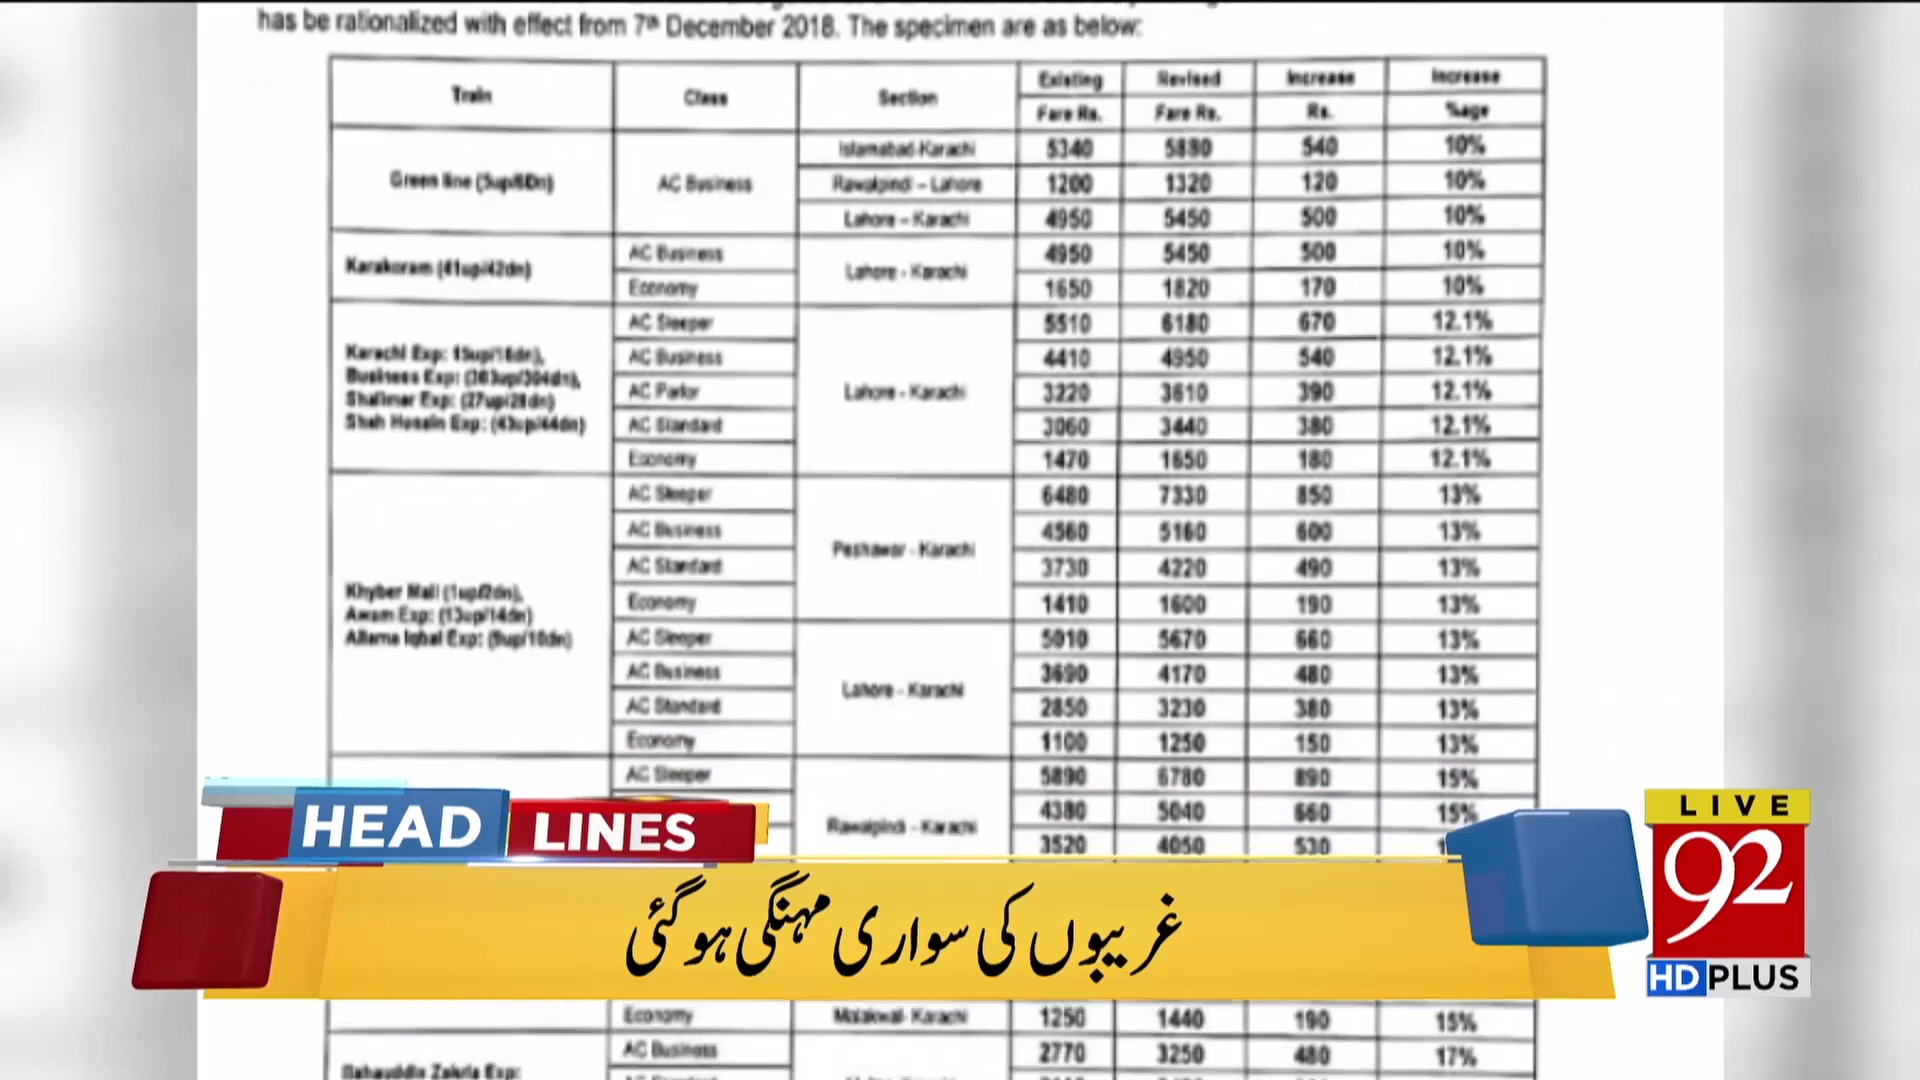 has be rationalized with effect from 7th December 2018. The specimen are as below:
Train Class Section Existing Fare Rs. Revised Fare Rs. Increase Rs. Increase %age
Green line (5up/6Dn) AC Business Islamabad-Karachi 5340 5880 540 10%
Rawalpindi – Lahore 1200 1320 120 10%
Lahore – Karachi 4950 5450 500 10%
Karakoram (41up/42dn) AC Business Lahore - Karachi 4950 5450 500 10%
Economy 1650 1820 170 10%
Karachi Exp: 15up/16dn),
Business Exp: (303up/304dn),
Shalimar Exp: (27up/28dn)
Shah Husain Exp: (43up/44dn)
Lahore - Karachi
AC Sleeper 5510 6180 670 12.1%
AC Business 4410 4950 540 12.1%
AC Parlor 3220 3610 390 12.1%
AC Standard 3060 3440 380 12.1%
Economy 1470 1650 180 12.1%
Khyber Mail (1up/2dn),
Awam Exp: (13up/14dn)
Allama Iqbal Exp: (9up/10dn)
Peshawar - Karachi
AC Sleeper 6480 7330 850 13%
AC Business 4560 5160 600 13%
AC Standard 3730 4220 490 13%
Economy 1410 1600 190 13%
Lahore - Karachi
AC Sleeper 5010 5670 660 13%
AC Business 3690 4170 480 13%
AC Standard 2850 3230 380 13%
Economy 1100 1250 150 13%
AC Sleeper Rawalpindi - Karachi 5890 6780 890 15%
4380 5040 660 15%
3520 4050 530
HEAD LINES
LIVE
92
HD PLUS
غریبوں کی سواری مہنگی ہوگئی
Economy Malakwal- Karachi 1250 1440 190 15%
AC Business 2770 3250 480 17%
Bahauddin Zakria Exp: